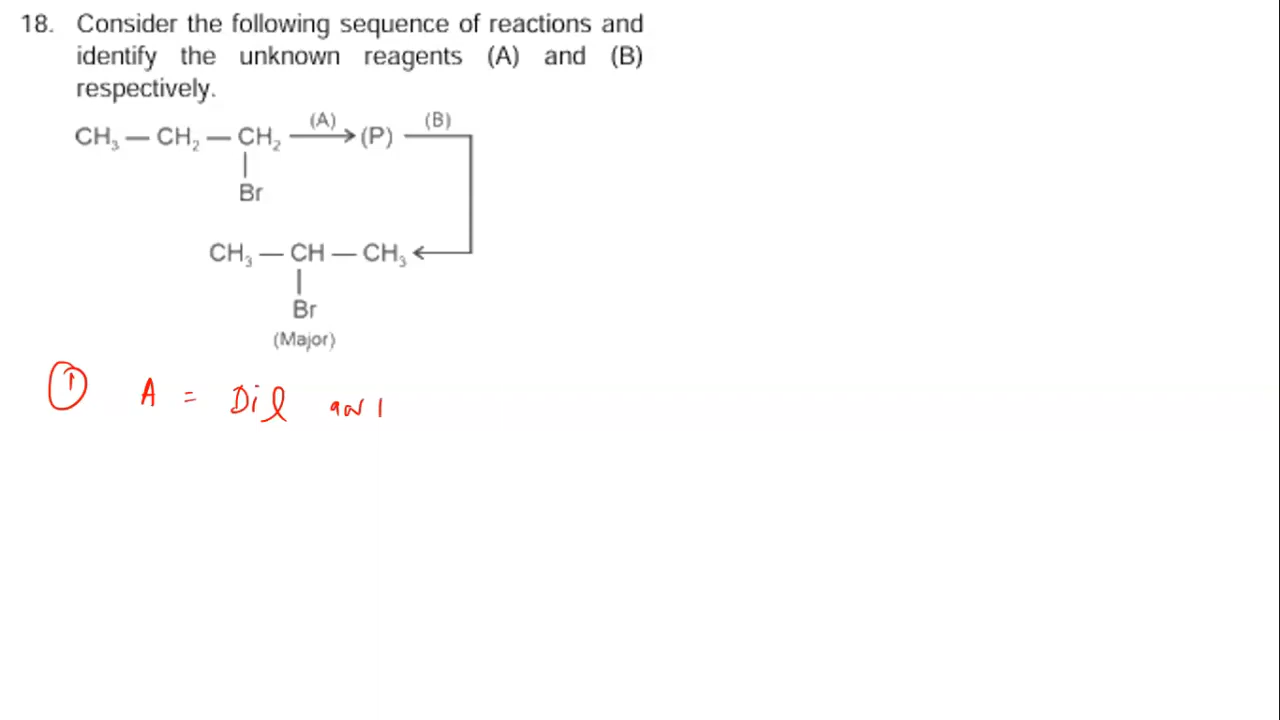 18. Consider the following sequence of reactions and
identify the unknown reagents (A) and (B)
respectively.
CH₃ — CH₂ — CH₂ (A) → (P) (B)
|
Br
CH₃ — CH — CH₃ ←
|
Br
(Major)
① A = Dil